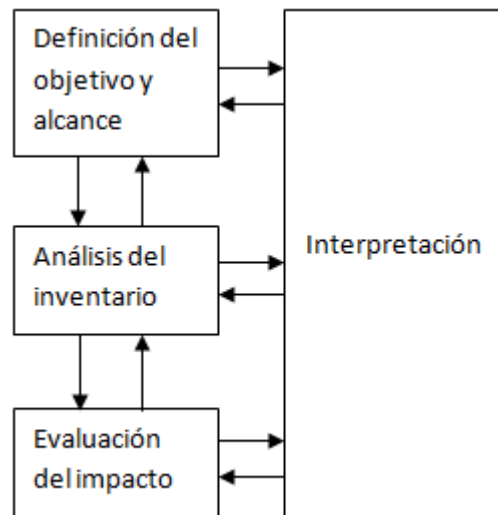 Definición del
objetivo y
alcance
Análisis del
inventario
Evaluación
del impacto
Interpretación